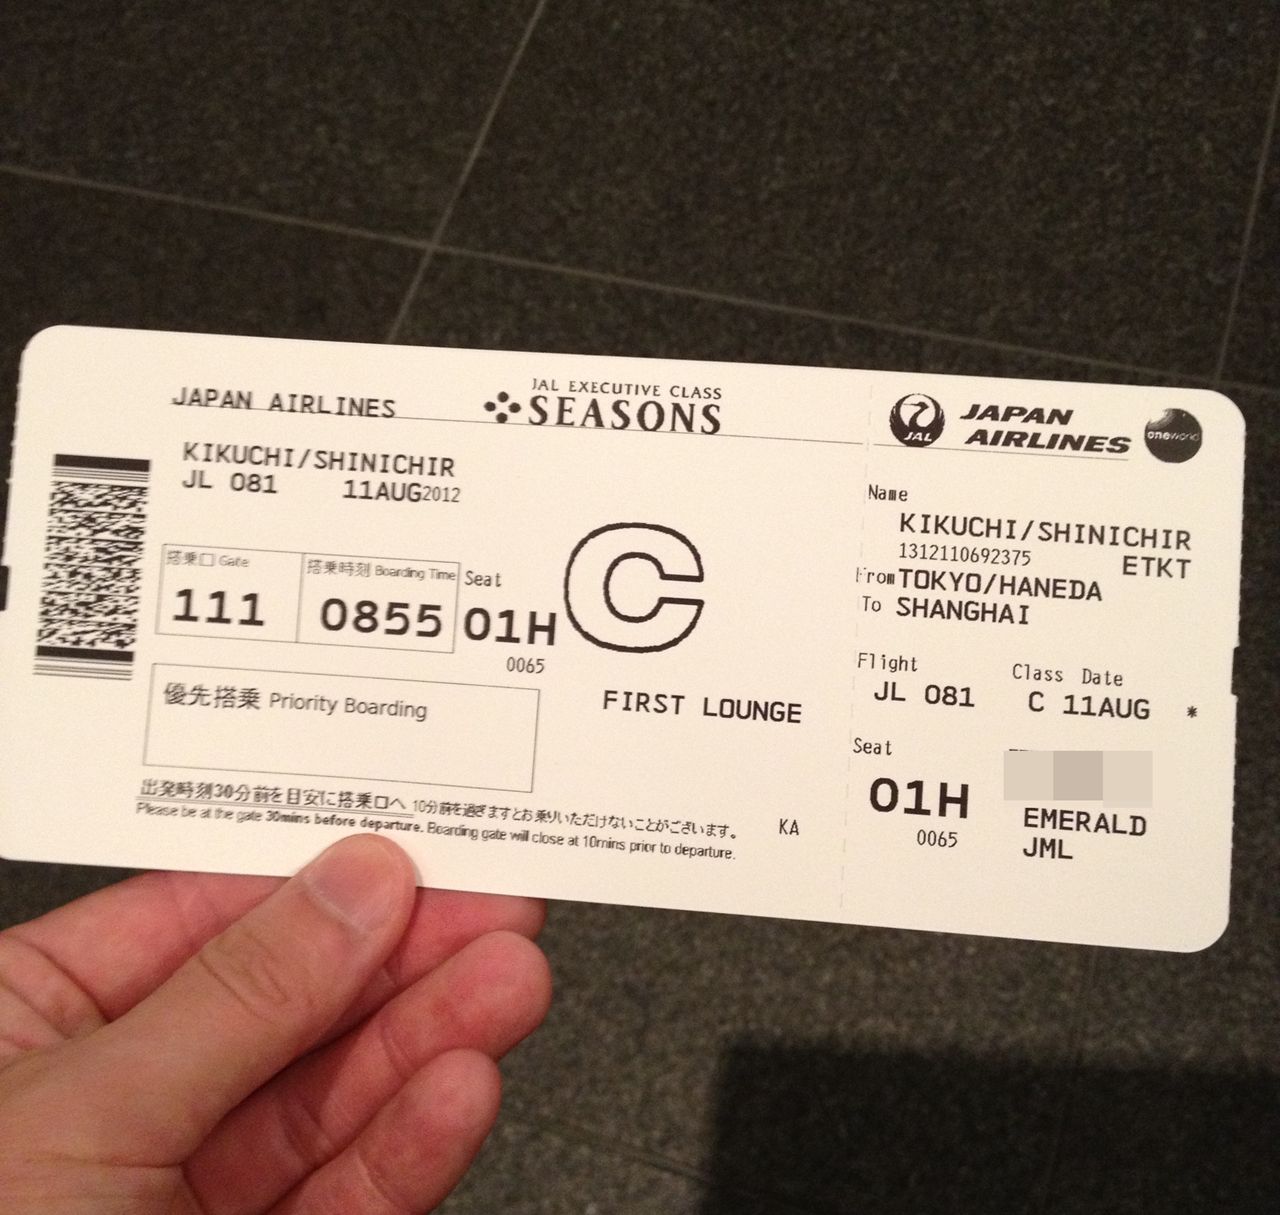 JAPAN AIRLINES
JAL EXECUTIVE CLASS
SEASONS
KIKUCHI/SHINICHIR
JL 081 11AUG2012
搭乗口 Gate
111
搭乗時刻 Boarding Time
0855
Seat
01H
0065
C
FIRST LOUNGE
優先搭乗 Priority Boarding
出発時刻30分前を目安に搭乗口へ 10分前を過ぎますとお乗りいただけないことがございます。
Please be at the gate 30mins before departure. Boarding gate will close at 10mins prior to departure.
KA
JAL
JAPAN
AIRLINES
oneworld
Name
KIKUCHI/SHINICHIR
1312110692375 ETKT
From TOKYO/HANEDA
To SHANGHAI
Flight Class Date
JL 081 C 11AUG *
Seat
01H
0065
EMERALD
JML